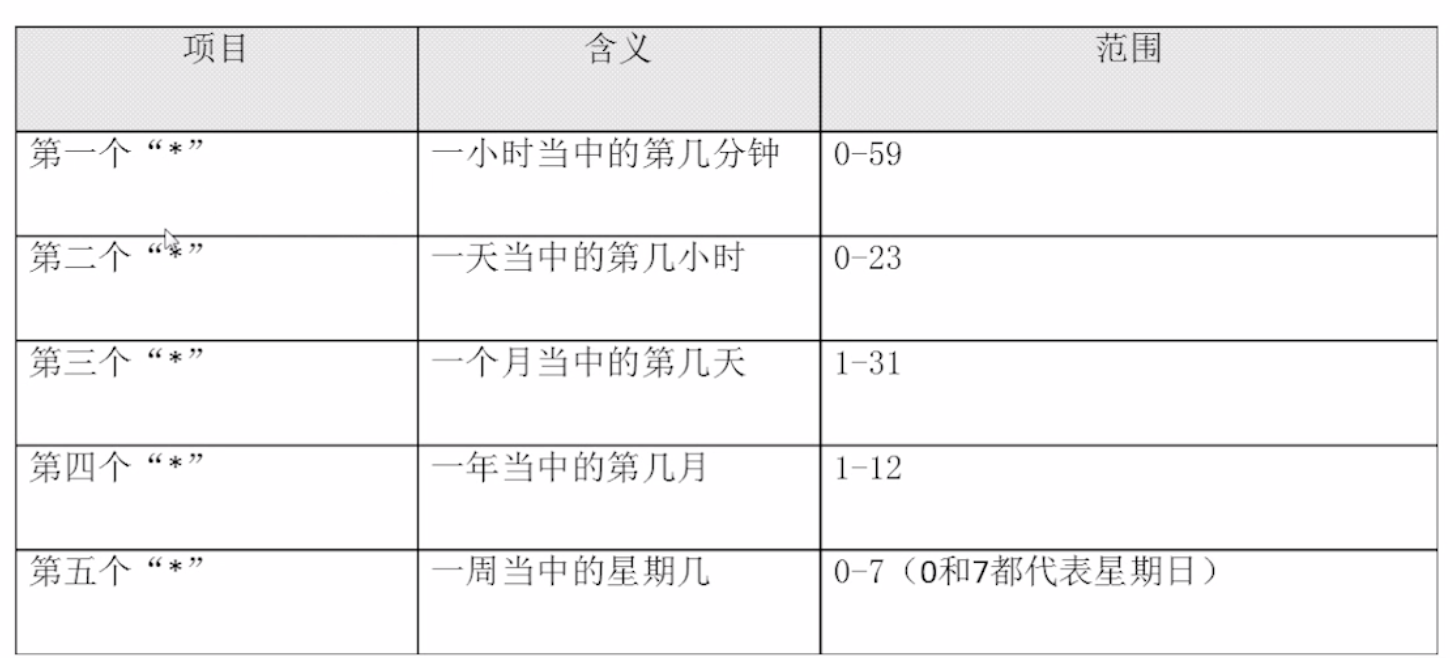 项目 含义 范围
第一个“*” 一小时当中的第几分钟 0-59
第二个“*” 一天当中的第几小时 0-23
第三个“*” 一个月当中的第几天 1-31
第四个“*” 一年当中的第几月 1-12
第五个“*” 一周当中的星期几 0-7（0和7都代表星期日）